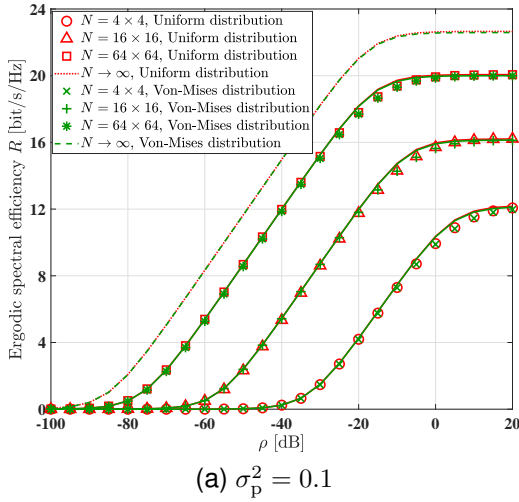 N = 4 × 4, Uniform distribution
N = 16 × 16, Uniform distribution
N = 64 × 64, Uniform distribution
N → ∞, Uniform distribution
N = 4 × 4, Von-Mises distribution
N = 16 × 16, Von-Mises distribution
N = 64 × 64, Von-Mises distribution
N → ∞, Von-Mises distribution
Ergodic spectral efficiency R [bit/s/Hz]
24
20
16
12
8
4
0
-100 -80 -60 -40 -20 0 20
ρ [dB]
(a) σ_p^2 = 0.1